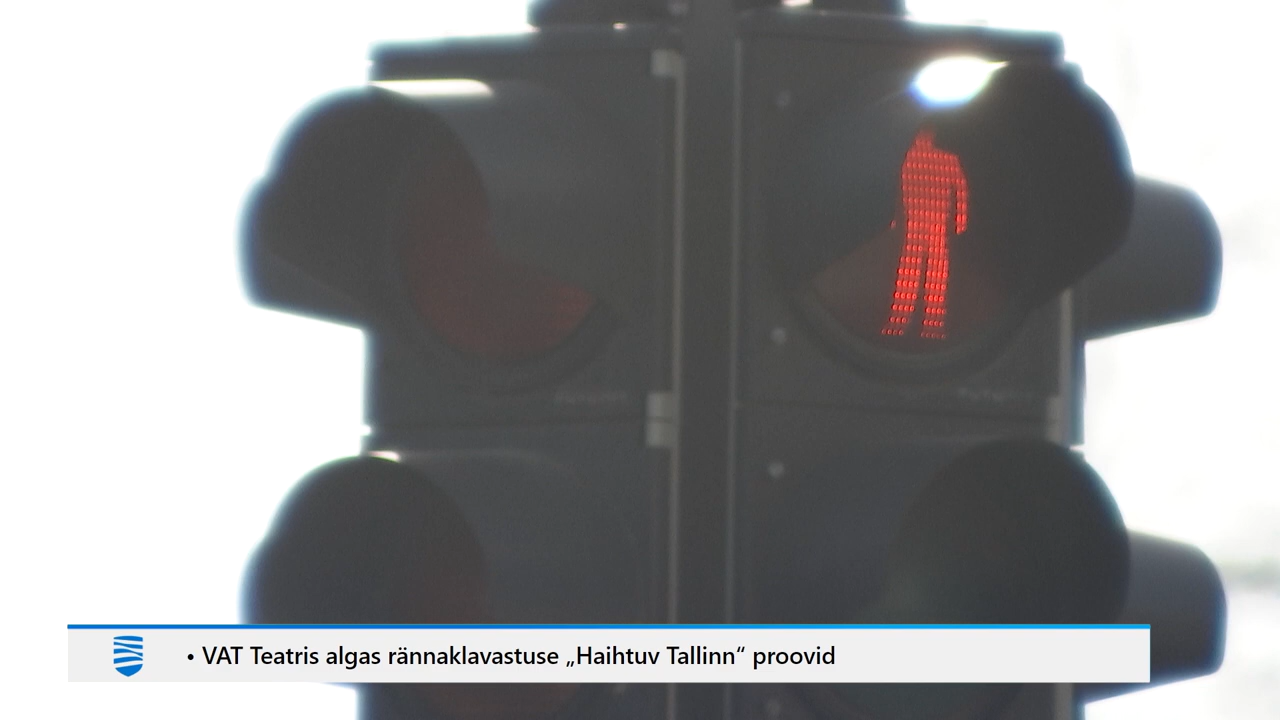 • VAT Teatris algas rännaklavastuse „Haihtuv Tallinn“ proovid